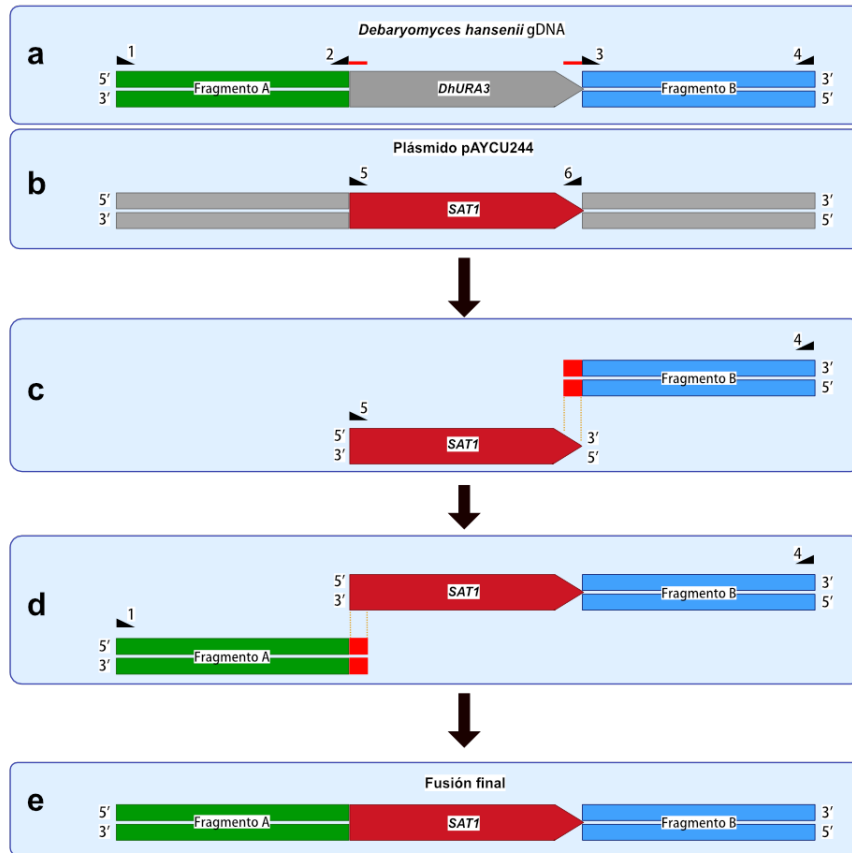 Debaryomyces hansenii gDNA
a
1
2
3
4
5′
3′
Fragmento A
DhURA3
Fragmento B
3′
5′
Plásmido pAYCU244
b
5
6
5′
3′
SAT1
3′
5′
c
4
Fragmento B
3′
5′
5
5′
3′
SAT1
3′
5′
d
4
5′
3′
SAT1
Fragmento B
3′
5′
1
5′
3′
Fragmento A
Fusión final
e
5′
3′
Fragmento A
SAT1
Fragmento B
3′
5′